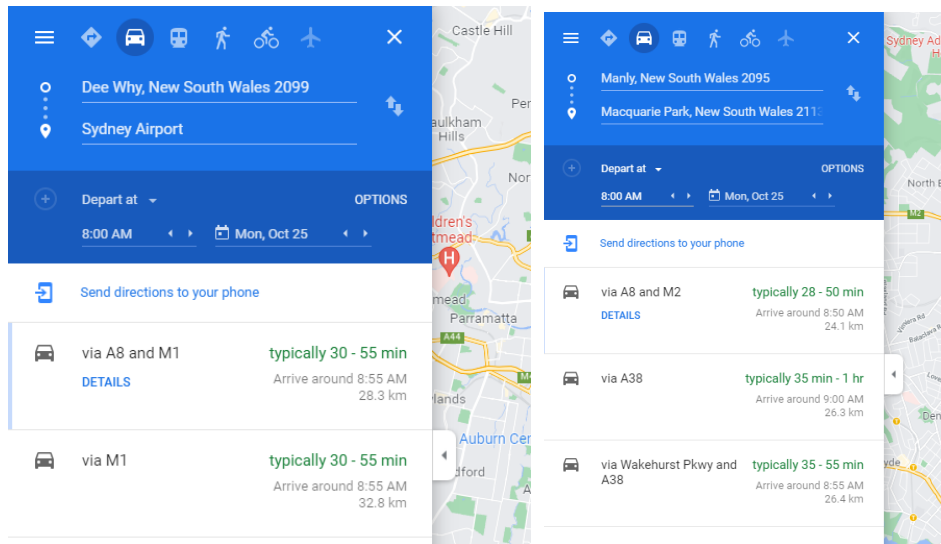 Dee Why, New South Wales 2099
Sydney Airport
Depart at
OPTIONS
8:00 AM
Mon, Oct 25
Send directions to your phone
via A8 and M1
typically 30 - 55 min
DETAILS
Arrive around 8:55 AM
28.3 km
via M1
typically 30 - 55 min
Arrive around 8:55 AM
32.8 km
Castle Hill
Hills
Parramatta
A44
H
Auburn
Manly, New South Wales 2095
Macquarie Park, New South Wales 2113
Depart at
OPTIONS
8:00 AM
Mon, Oct 25
Send directions to your phone
via A8 and M2
typically 28 - 50 min
DETAILS
Arrive around 8:50 AM
24.1 km
via A38
typically 35 min - 1 hr
Arrive around 9:00 AM
26.3 km
via Wakehurst Pkwy and
A38
typically 35 - 55 min
Arrive around 8:55 AM
26.4 km
Sydney Ad
North
M2